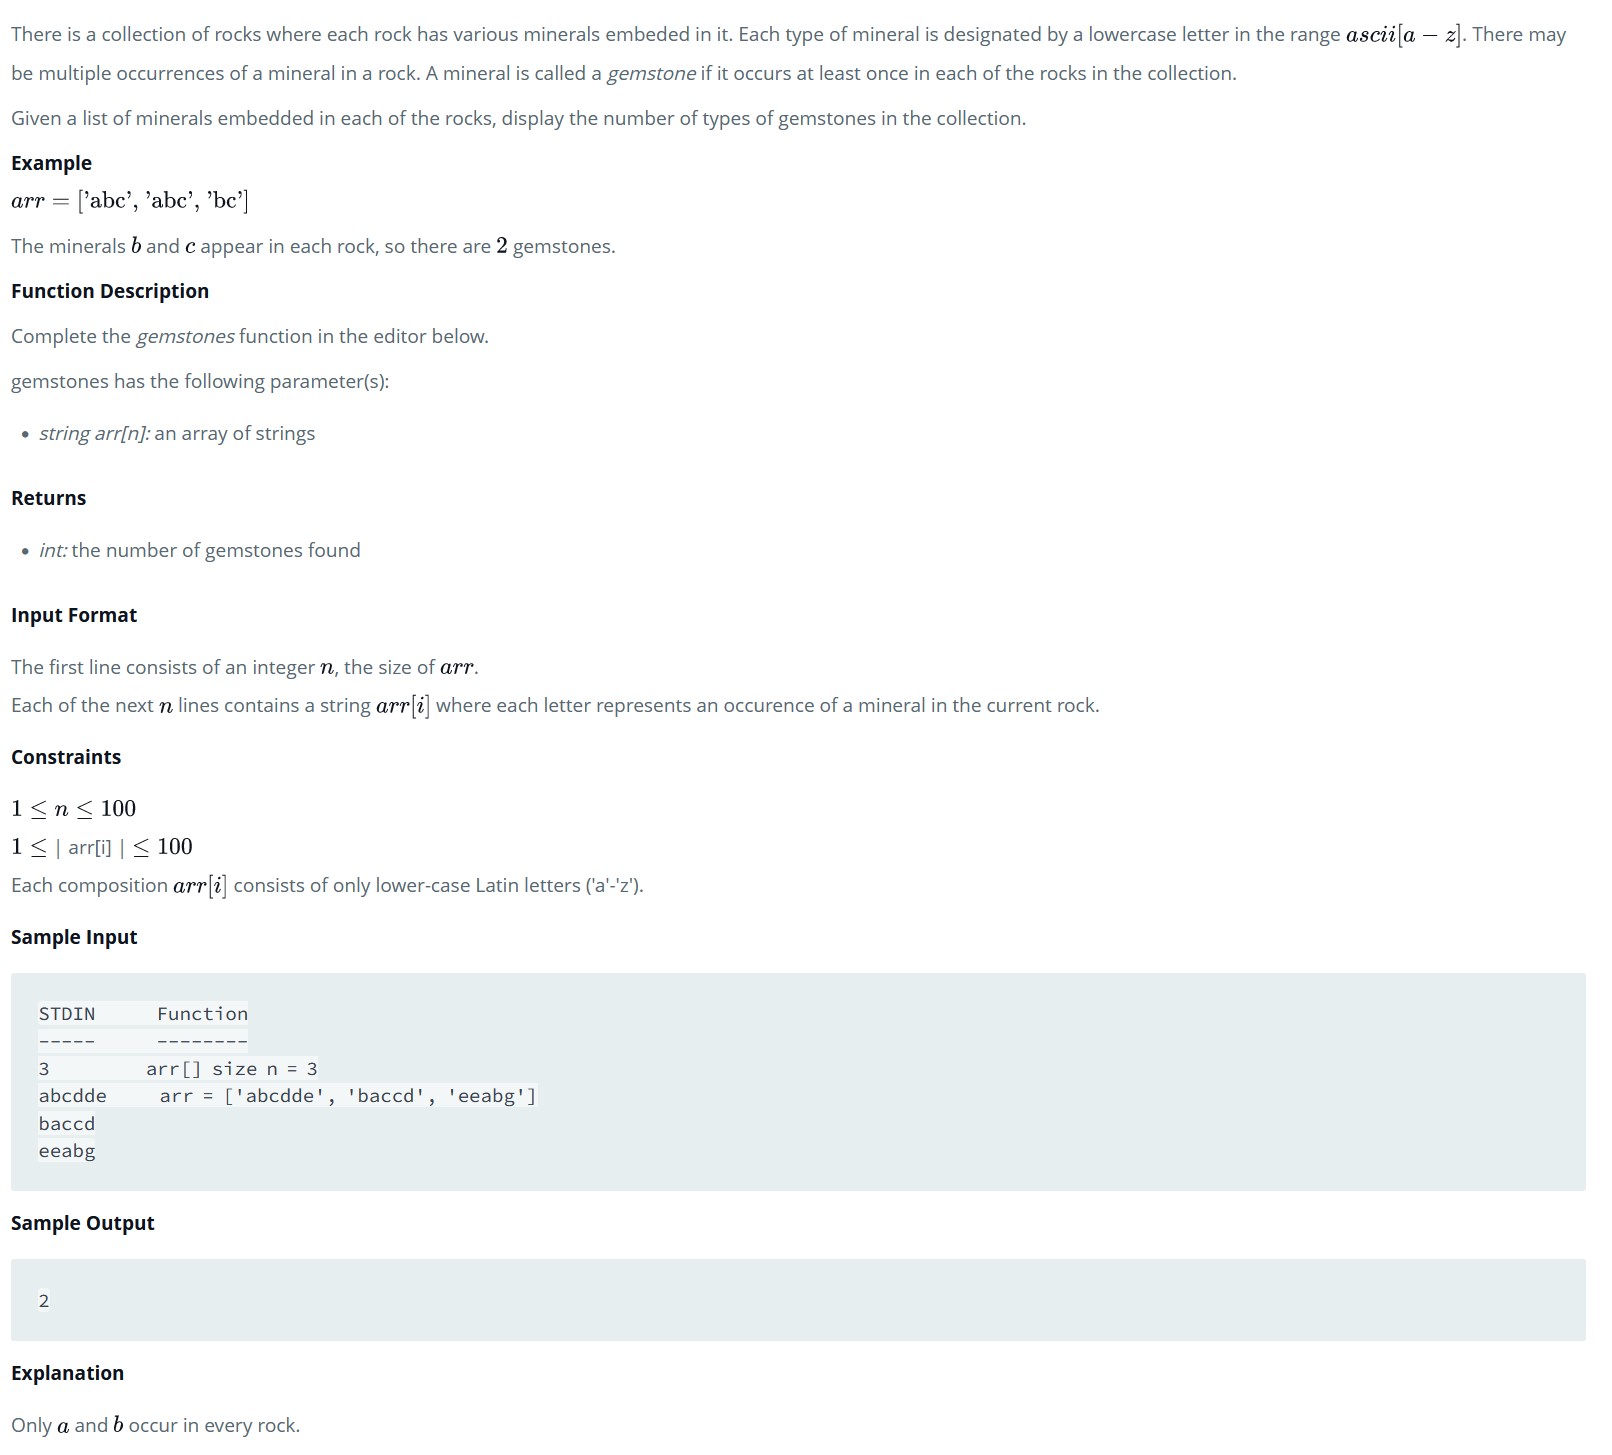 There is a collection of rocks where each rock has various minerals embeded in it. Each type of mineral is designated by a lowercase letter in the range ascii[a − z]. There may
be multiple occurrences of a mineral in a rock. A mineral is called a gemstone if it occurs at least once in each of the rocks in the collection.
Given a list of minerals embedded in each of the rocks, display the number of types of gemstones in the collection.
Example
arr = ['abc', 'abc', 'bc']
The minerals b and c appear in each rock, so there are 2 gemstones.
Function Description
Complete the gemstones function in the editor below.
gemstones has the following parameter(s):
• string arr[n]: an array of strings
Returns
• int: the number of gemstones found
Input Format
The first line consists of an integer n, the size of arr.
Each of the next n lines contains a string arr[i] where each letter represents an occurence of a mineral in the current rock.
Constraints
1 ≤ n ≤ 100
1 ≤ | arr[i] | ≤ 100
Each composition arr[i] consists of only lower-case Latin letters ('a'-'z').
Sample Input
STDIN Function
----- --------
3 arr[] size n = 3
abcdde arr = ['abcdde', 'baccd', 'eeabg']
baccd
eeabg
Sample Output
2
Explanation
Only a and b occur in every rock.